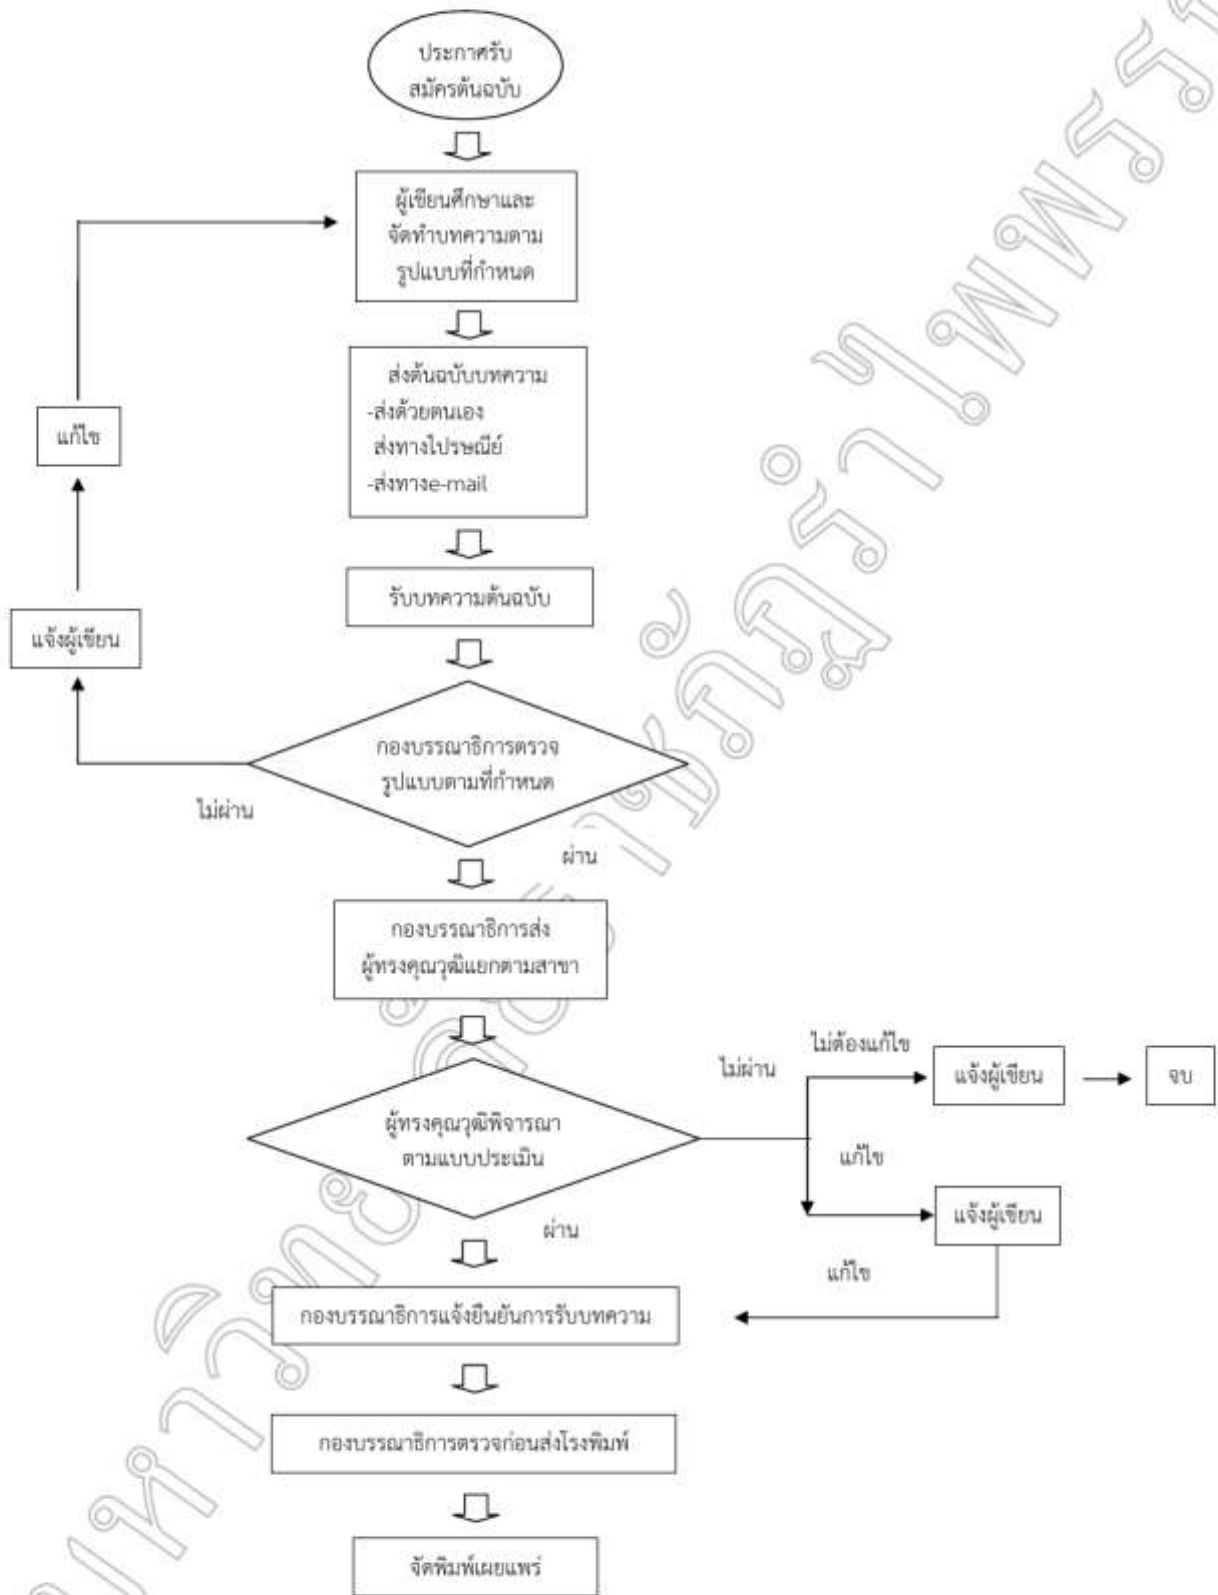 ประกาศรับ
สมัครต้นฉบับ
ผู้เขียนศึกษาและ
จัดทำบทความตาม
รูปแบบที่กำหนด
ส่งต้นฉบับบทความ
-ส่งด้วยตนเอง
ส่งทางไปรษณีย์
-ส่งทางe-mail
แก้ไข
รับบทความต้นฉบับ
แจ้งผู้เขียน
กองบรรณาธิการตรวจ
รูปแบบตามที่กำหนด
ไม่ผ่าน
ผ่าน
กองบรรณาธิการส่ง
ผู้ทรงคุณวุฒิแยกตามสาขา
ไม่ผ่าน
ไม่ต้องแก้ไข
แจ้งผู้เขียน
จบ
ผู้ทรงคุณวุฒิพิจารณา
ตามแบบประเมิน
แก้ไข
แจ้งผู้เขียน
ผ่าน
แก้ไข
กองบรรณาธิการแจ้งยืนยันการรับบทความ
กองบรรณาธิการตรวจก่อนส่งโรงพิมพ์
จัดพิมพ์เผยแพร่